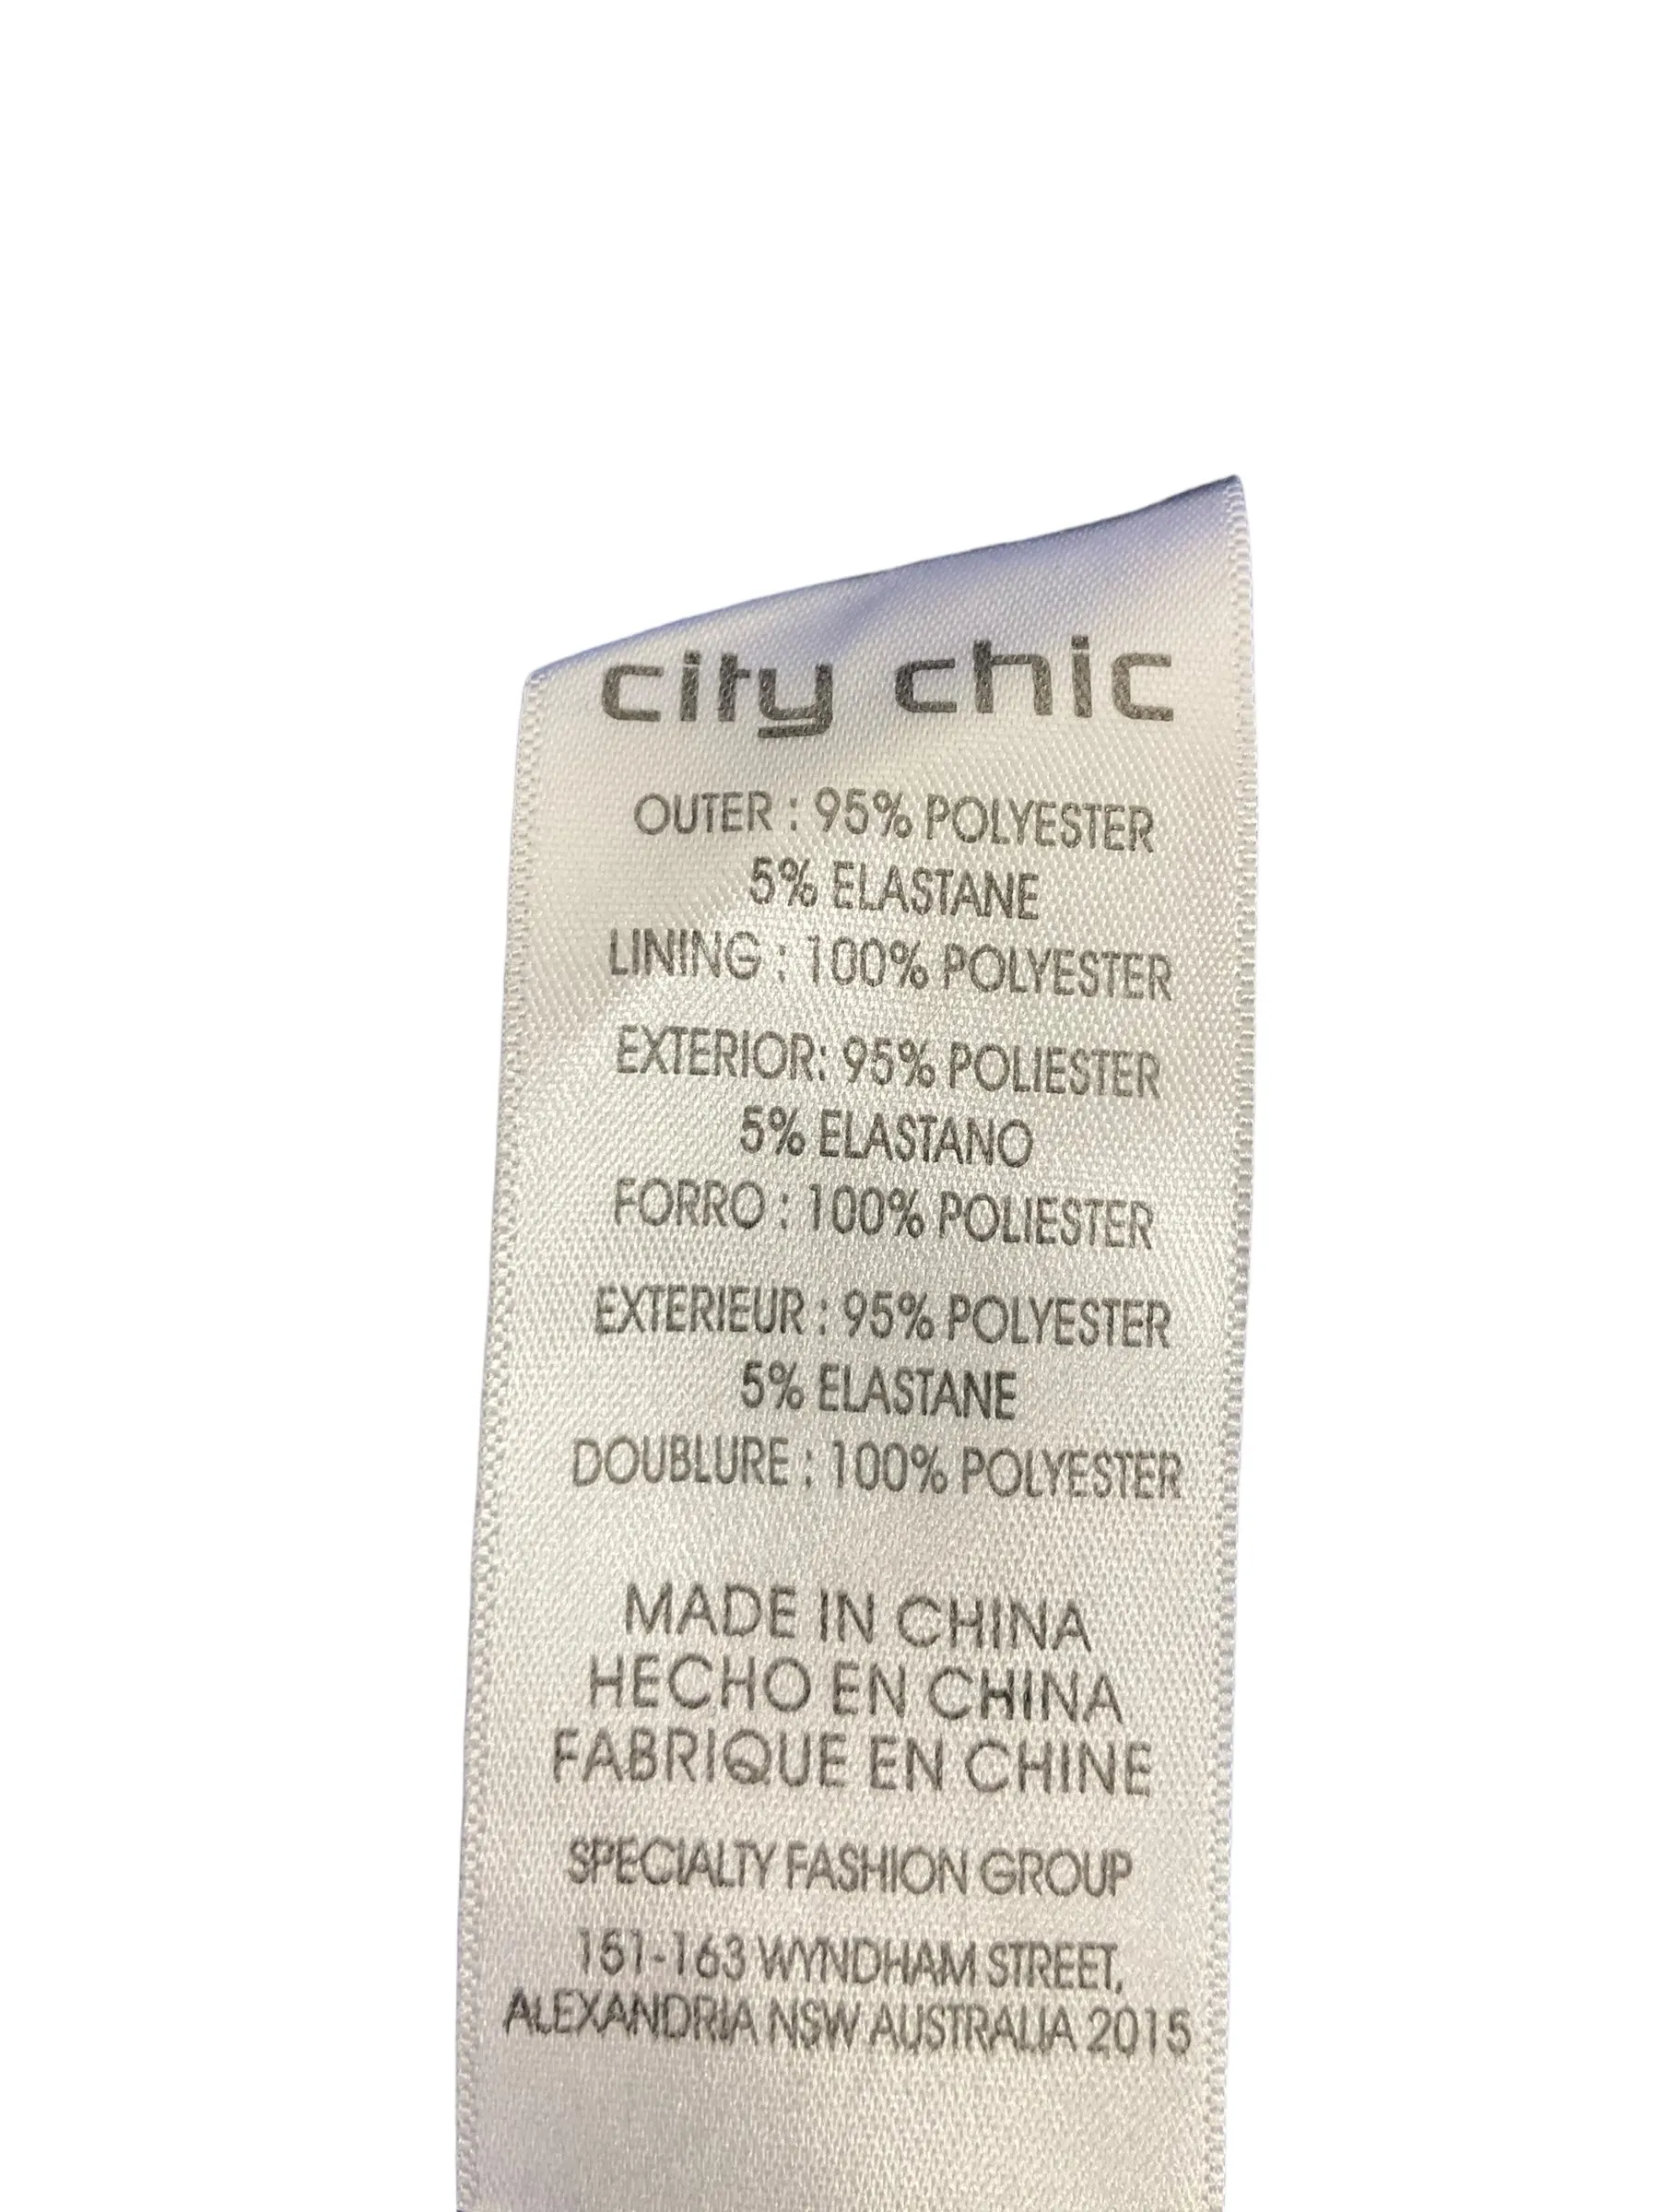 city chic
OUTER : 95% POLYESTER
5% ELASTANE
LINING : 100% POLYESTER
EXTERIOR: 95% POLIESTER
5% ELASTANO
FORRO : 100% POLIESTER
EXTERIEUR : 95% POLYESTER
5% ELASTANE
DOUBLURE : 100% POLYESTER
MADE IN CHINA
HECHO EN CHINA
FABRIQUE EN CHINE
SPECIALTY FASHION GROUP
151-163 WYNDHAM STREET,
ALEXANDRIA NSW AUSTRALIA 2015